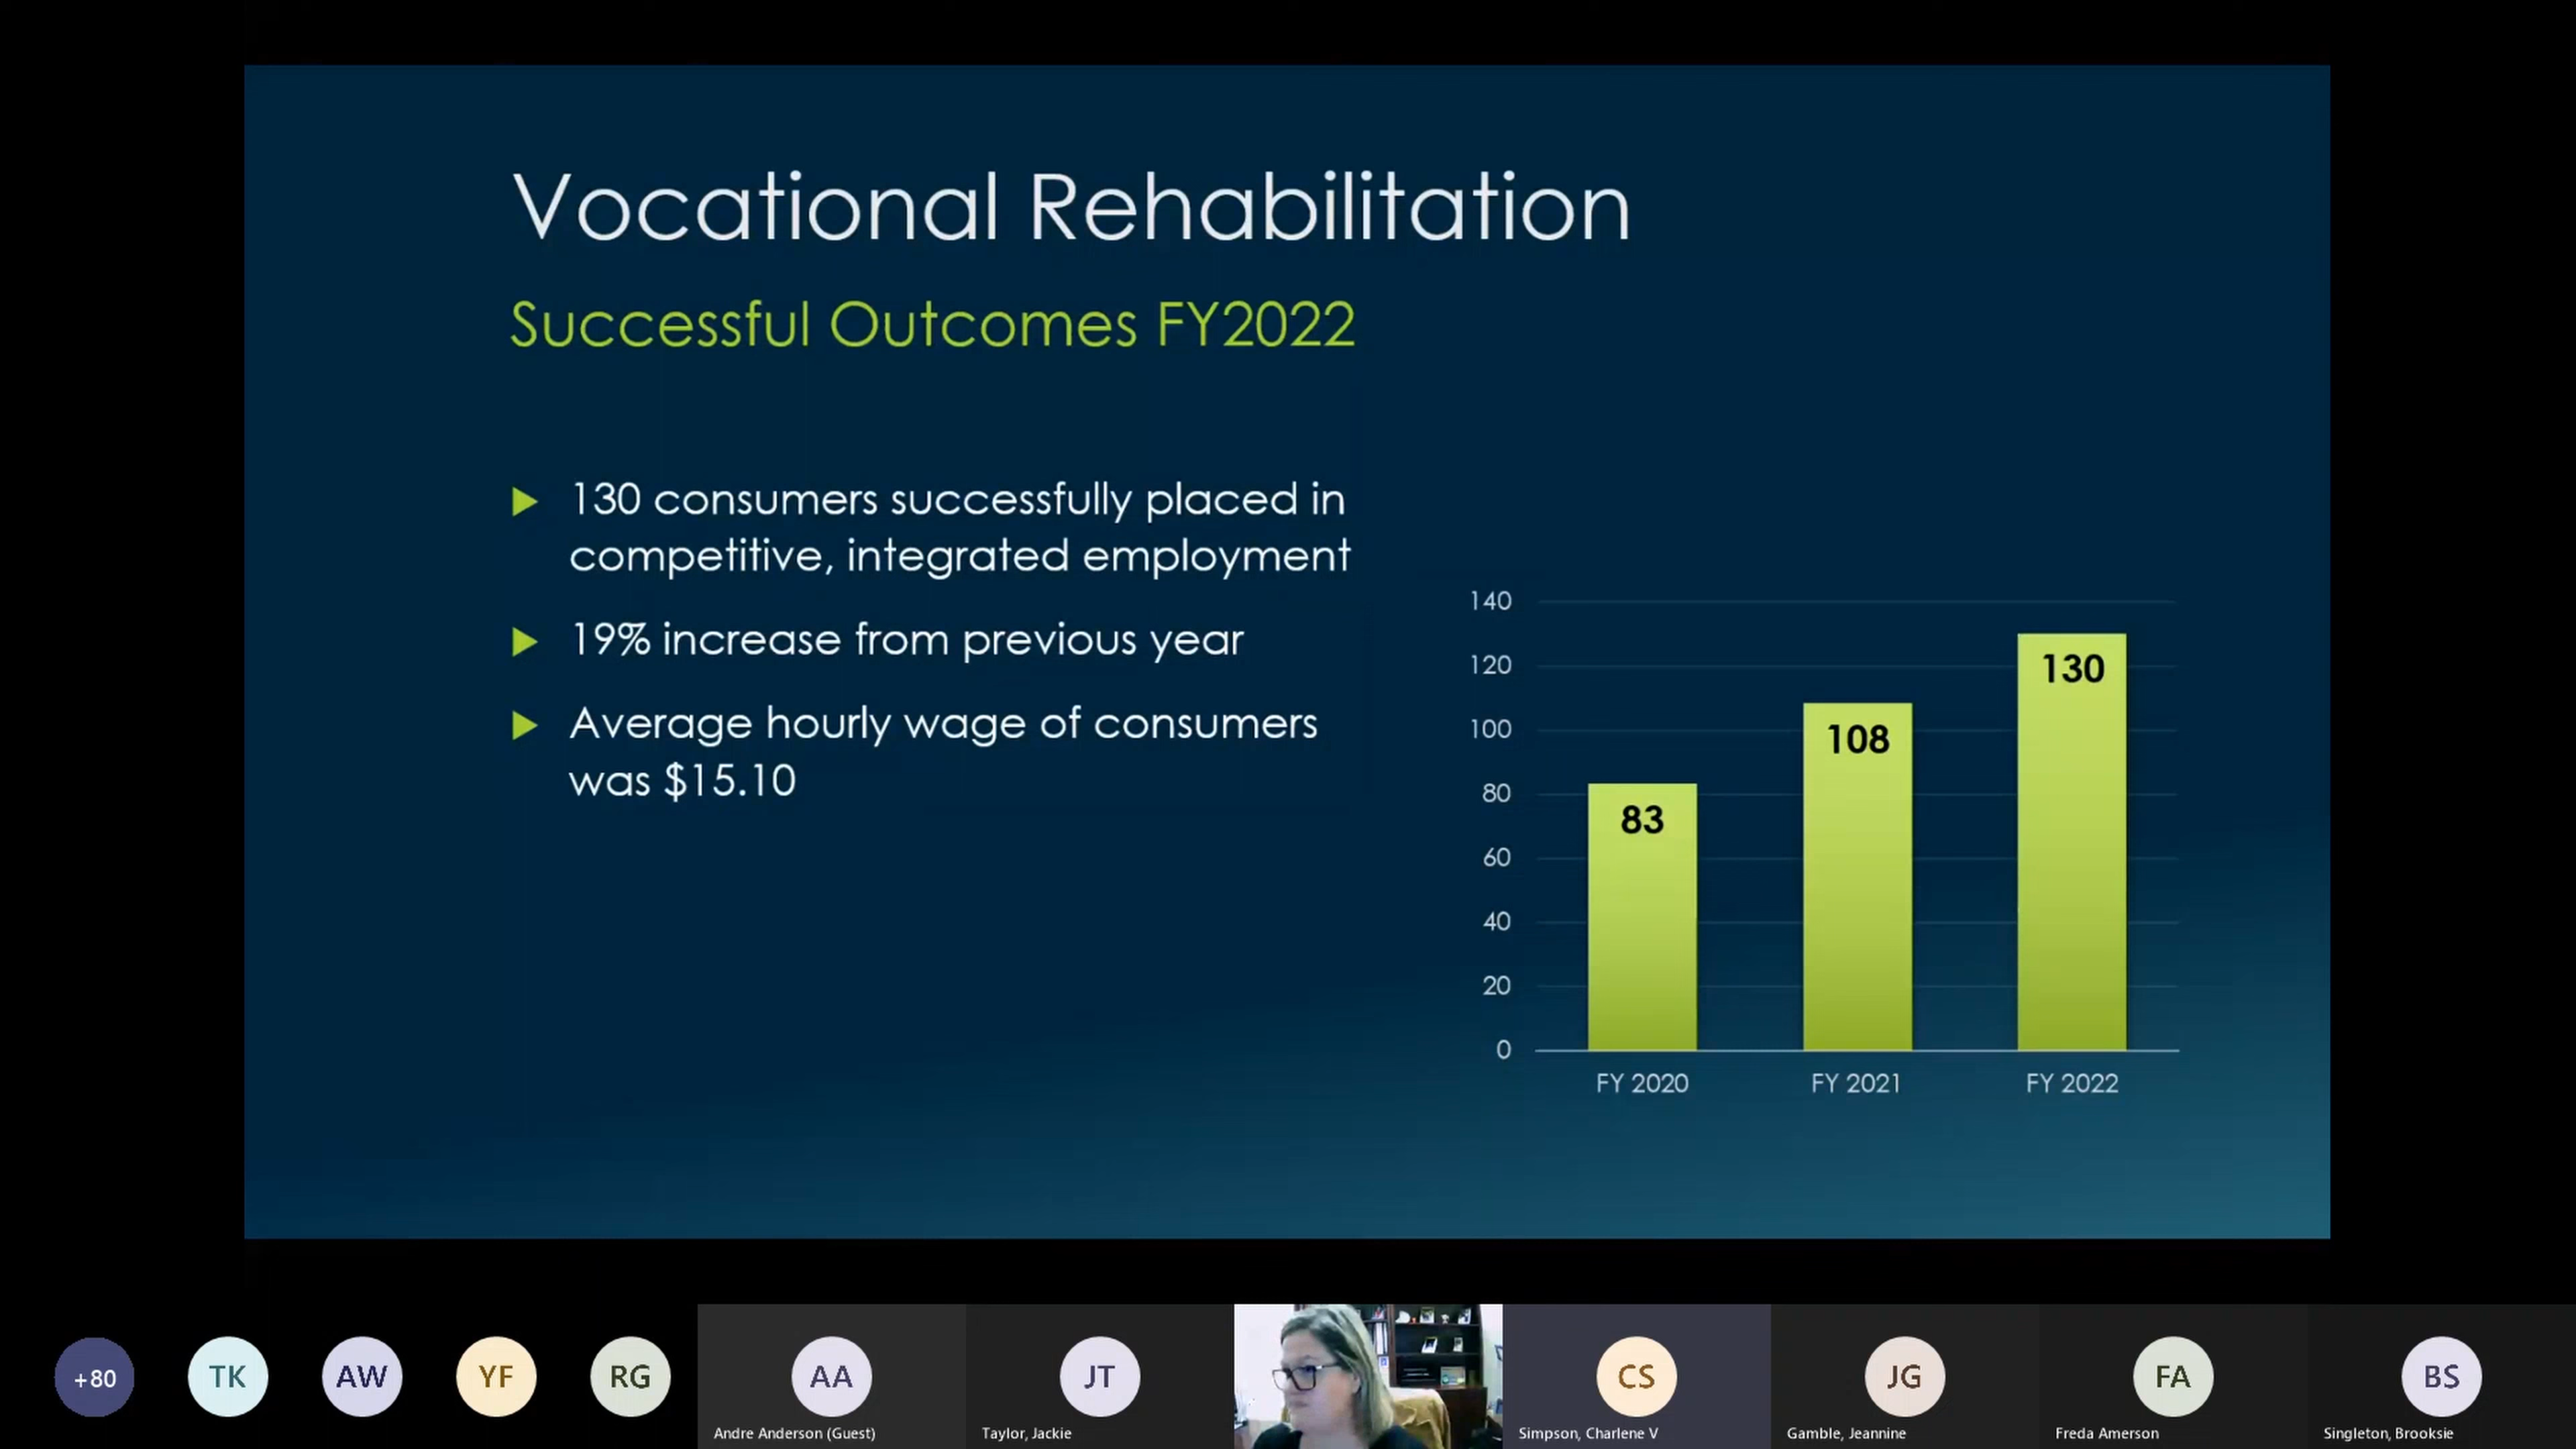 Vocational Rehabilitation
Successful Outcomes FY2022
130 consumers successfully placed in
competitive, integrated employment
19% increase from previous year
Average hourly wage of consumers
was $15.10
140
120
100
80
60
40
20
0
83
108
130
FY 2020
FY 2021
FY 2022
+80
TK
AW
YF
RG
AA
Andre Anderson (Guest)
JT
Taylor, Jackie
CS
Simpson, Charlene V
JG
Gamble, Jeannine
FA
Freda Amerson
BS
Singleton, Brooksie